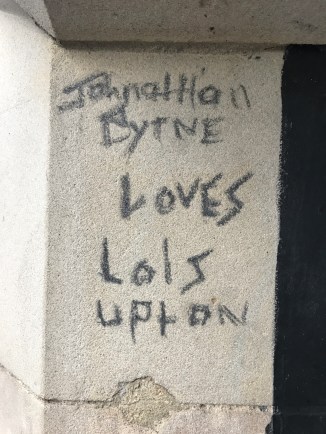 Johnathan
BYrNE
LOVES
LoIS
UPtoN